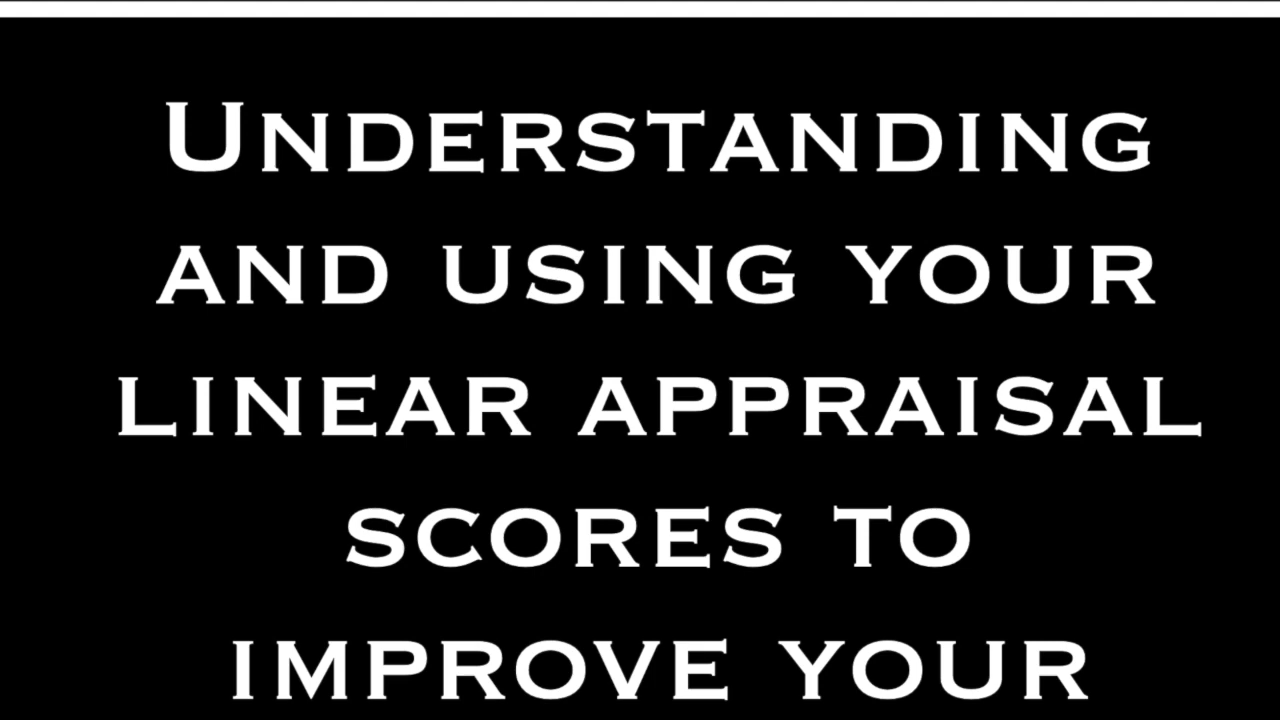 Understanding
and using your
linear appraisal
scores to
improve your